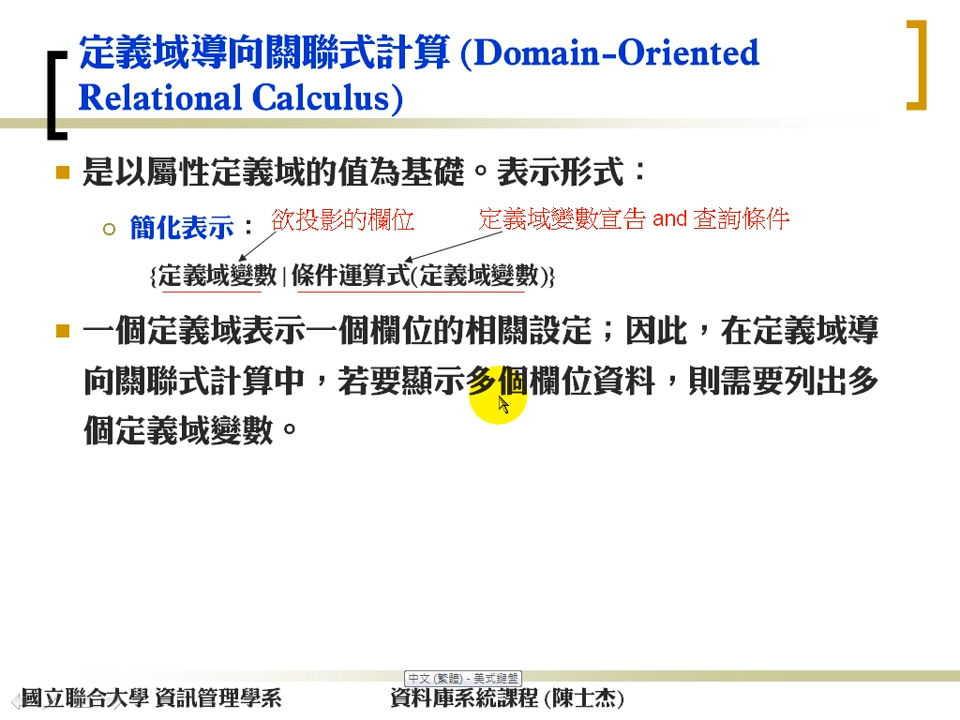 定義域導向關聯式計算 (Domain-Oriented
Relational Calculus)
是以屬性定義域的值為基礎。表示形式：
簡化表示： 欲投影的欄位 定義域變數宣告 and 查詢條件
{定義域變數 | 條件運算式(定義域變數)}
一個定義域表示一個欄位的相關設定；因此，在定義域導
向關聯式計算中，若要顯示多個欄位資料，則需要列出多
個定義域變數。
中文 (繁體) - 美式鍵盤
國立聯合大學 資訊管理學系 資料庫系統課程 (陳士杰)